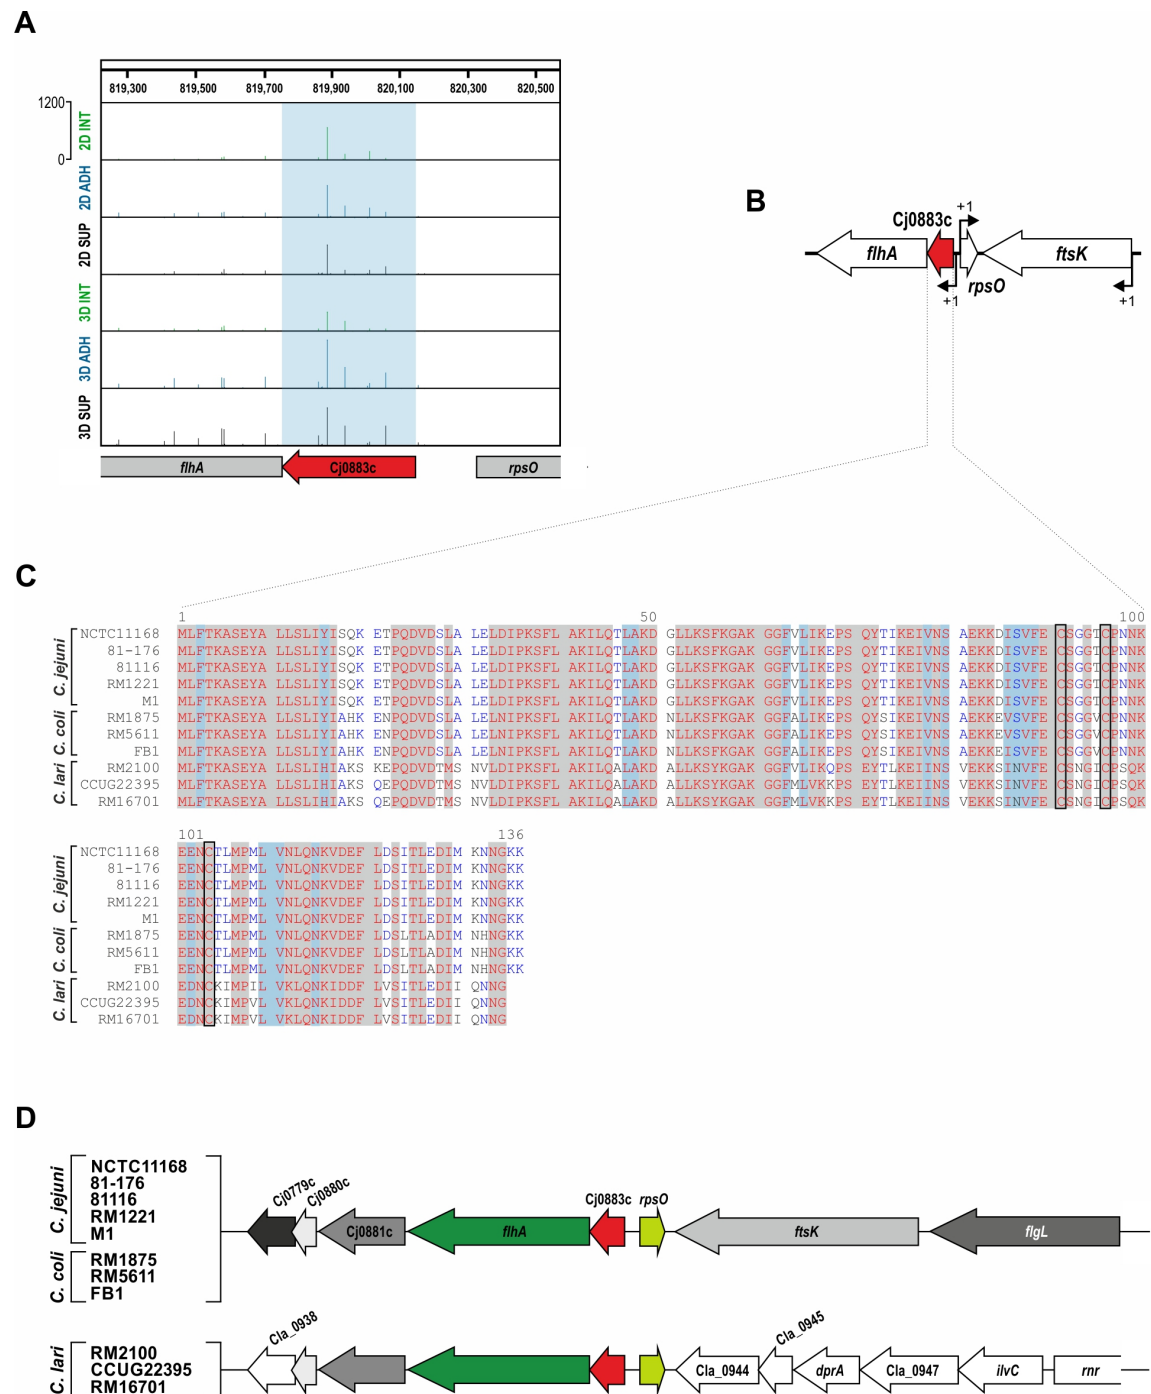 A
819,300 819,500 819,700 819,900 820,100 820,300 820,500
1200
0
2D INT
2D ADH
2D SUP
3D INT
3D ADH
3D SUP
flhA Cj0883c rpsO
B
+1
Cj0883c
flhA ftsK
rpsO
+1 +1
C
1 50 100
C. jejuni
NCTC11168 MLFTKASEYA LLSLIYISQK ETPQDVDSLA LELDIPKSFL AKILQTLAKD GLLKSFKGAK GGFVLIKEPS QYTIKEIVNS AEKKDISVFE CSGGTCPNNK
81-176 MLFTKASEYA LLSLIYISQK ETPQDVDSLA LELDIPKSFL AKILQTLAKD GLLKSFKGAK GGFVLIKEPS QYTIKEIVNS AEKKDISVFE CSGGTCPNNK
81116 MLFTKASEYA LLSLIYISQK ETPQDVDSLA LELDIPKSFL AKILQTLAKD GLLKSFKGAK GGFVLIKEPS QYTIKEIVNS AEKKDISVFE CSGGTCPNNK
RM1221 MLFTKASEYA LLSLIYISQK ETPQDVDSLA LELDIPKSFL AKILQTLAKD GLLKSFKGAK GGFVLIKEPS QYTIKEIVNS AEKKDISVFE CSGGTCPNNK
M1 MLFTKASEYA LLSLIYISQK ETPQDVDSLA LELDIPKSFL AKILQTLAKD GLLKSFKGAK GGFVLIKEPS QYTIKEIVNS AEKKDISVFE CSGGTCPNNK
C. coli
RM1875 MLFTKASEYA LLSLIYIAHK ENPQDVDSLA LELNIPKSFL AKILQTLAKD NLLKSFKGAK GGFALIKEPS QYSIKEIVNS AEKKEVSVFE CSGGVCPNNK
RM5611 MLFTKASEYA LLSLIYIAHK ENPQDVDSLA LELNIPKSFL AKILQTLAKD NLLKSFKGAK GGFALIKEPS QYSIKEIVNS AEKKEVSVFE CSGGVCPNNK
FB1 MLFTKASEYA LLSLIYIAHK ENPQDVDSLA LELNIPKSFL AKILQTLAKD NLLKSFKGAK GGFALIKEPS QYSIKEIVNS AEKKEVSVFE CSGGVCPNNK
C. lari
RM2100 MLFTKASEYA LLSLIHIAKS KEPQDVDTMS NVLDIPKSFL AKILQALAKD ALLKSYKGAK GGFVLIKQPS EYTLKEIINS VEKKSINVFE CSNGICPSQK
CCUG22395 MLFTKASEYA LLSLIHIAKS QEPQDVDTMS NVLDIPKSFL AKILQALAKD ALLKSYKGAK GGFMLVKKPS EYTLKEIINS VEKKSINVFE CSNGICPSQK
RM16701 MLFTKASEYA LLSLIHIAKS QEPQDVDTMS NVLDIPKSFL AKILQALAKD ALLKSYKGAK GGFMLVKKPS EYTLKEIINS VEKKSINVFE CSNGICPSQK
101 136
C. jejuni
NCTC11168 EENCTLMPML VNLQNKVDEF LDSITLEDIM KNNGKK
81-176 EENCTLMPML VNLQNKVDEF LDSITLEDIM KNNGKK
81116 EENCTLMPML VNLQNKVDEF LDSITLEDIM KNNGKK
RM1221 EENCTLMPML VNLQNKVDEF LDSITLEDIM KNNGKK
M1 EENCTLMPML VNLQNKVDEF LDSITLEDIM KNNGKK
C. coli
RM1875 EENCTLMPML VNLQNKVDEF LDSLTLADIM NHNGKK
RM5611 EENCTLMPML VNLQNKVDEF LDSLTLADIM NHNGKK
FB1 EENCTLMPML VNLQNKVDEF LDSLTLADIM NHNGKK
C. lari
RM2100 EDNCKIMPIL VKLQNKIDDF LVSITLEDII QNNG
CCUG22395 EDNCKIMPVL VKLQNKIDDF LVSITLEDII QNNG
RM16701 EDNCKIMPVL VKLQNKIDDF LVSITLEDII QNNG
D
C. jejuni
NCTC11168
81-176
81116
RM1221
M1
C. coli
RM1875
RM5611
FB1
Cj0779c Cj0880c Cj0883c rpsO
Cj0881c flhA ftsK flgL
C. lari
RM2100
CCUG22395
RM16701
Cla_0938 Cla_0945
Cla_0944 dprA Cla_0947 ilvC rnr